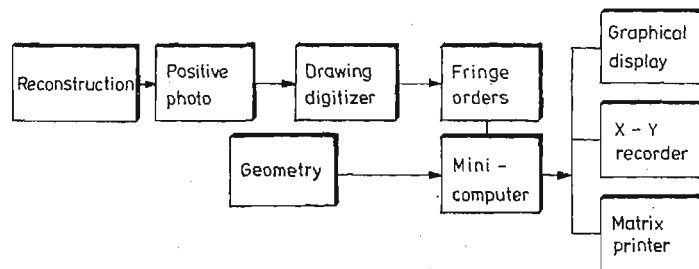 Reconstruction
Positive
photo
Drawing
digitizer
Fringe
orders
Graphical
display
Geometry
Mini -
computer
X - Y
recorder
Matrix
printer